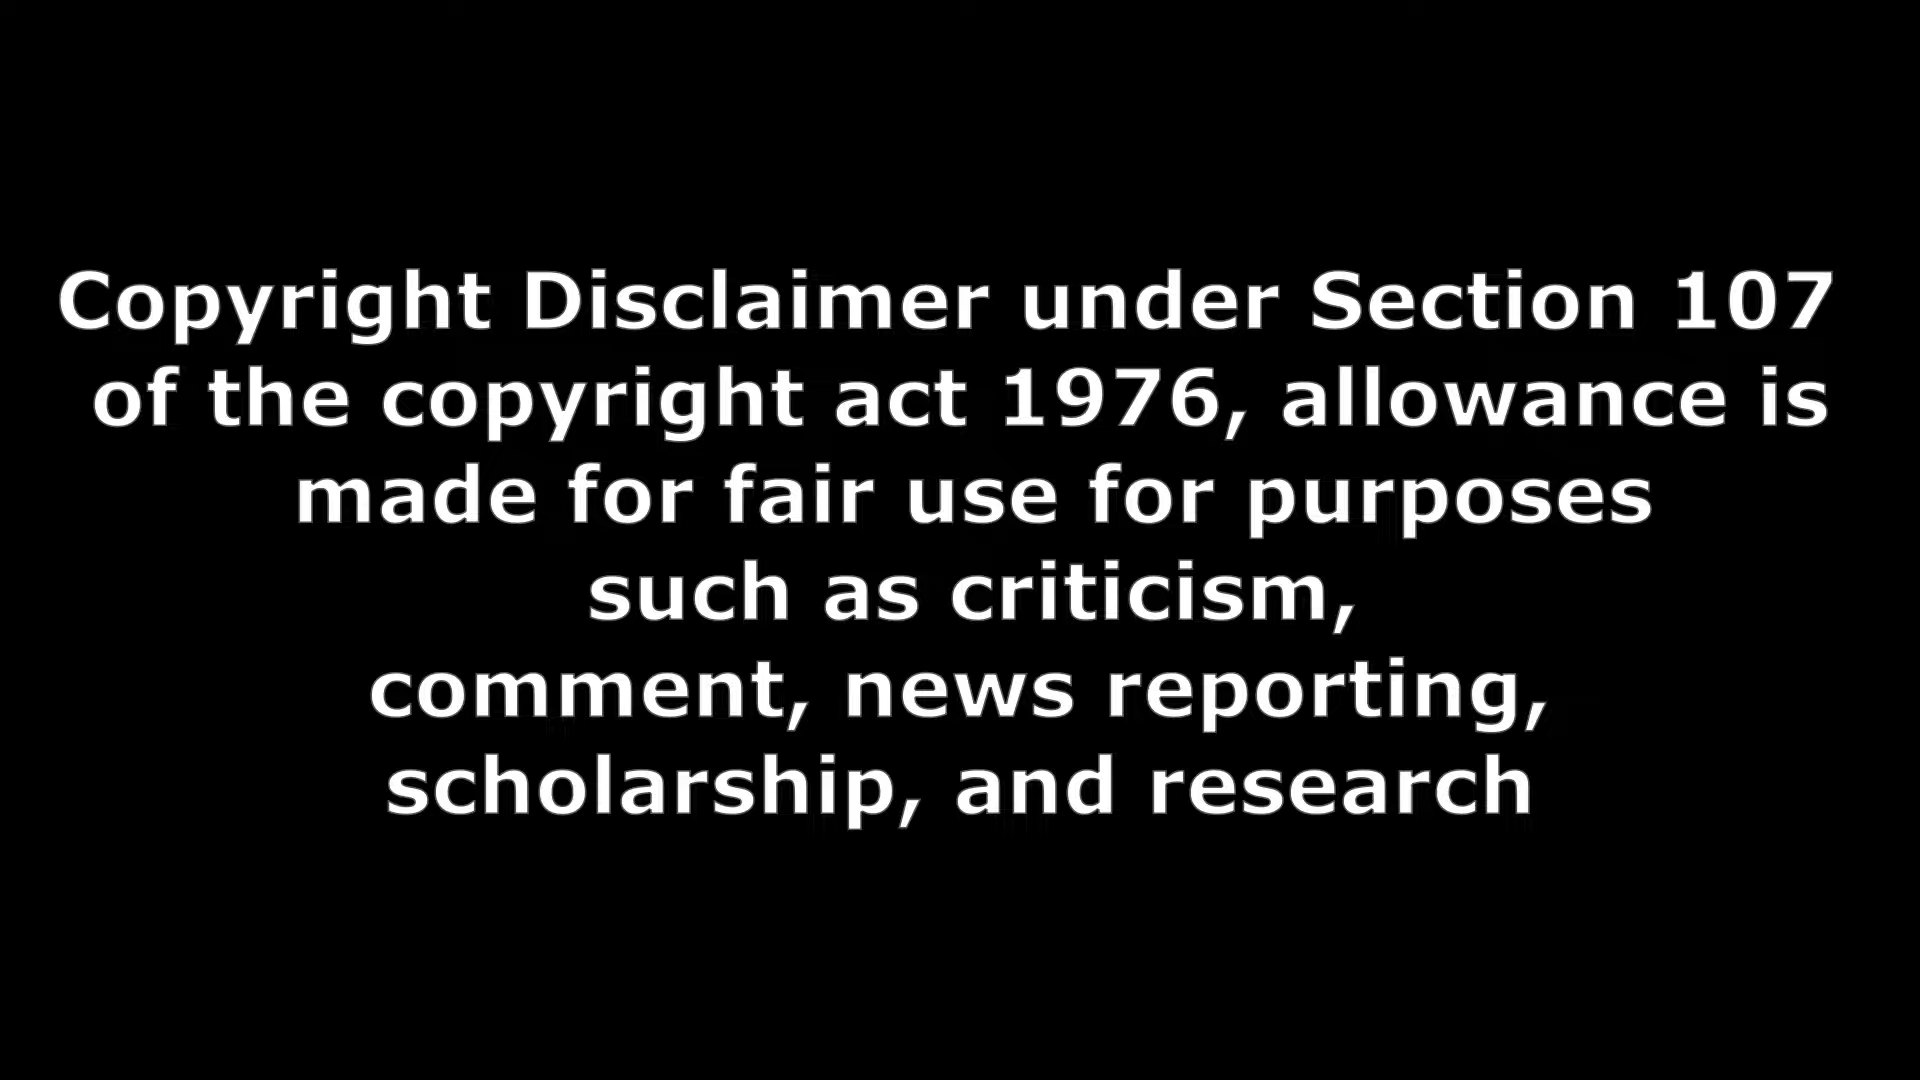 Copyright Disclaimer under Section 107
of the copyright act 1976, allowance is
made for fair use for purposes
such as criticism,
comment, news reporting,
scholarship, and research